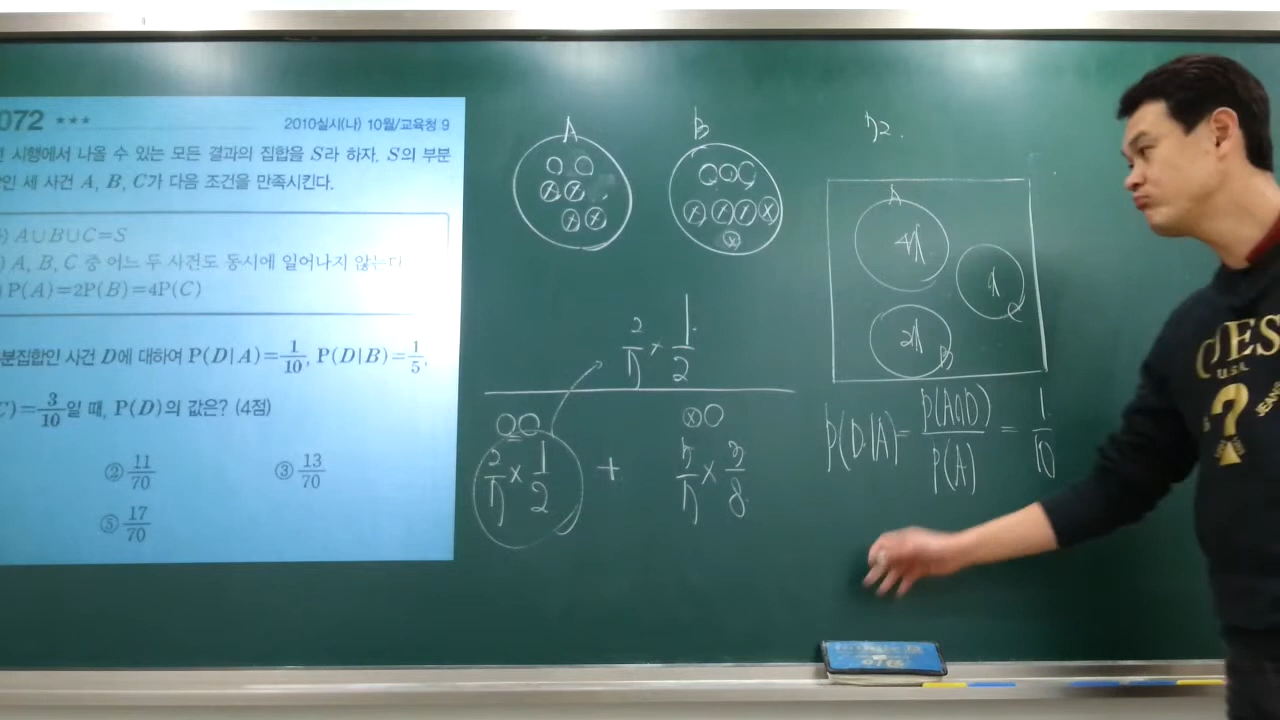 072 ★★★
2010실시(나) 10월/교육청 9
시행에서 나올 수 있는 모든 결과의 집합을 S라 하자. S의 부분
인 세 사건 A, B, C가 다음 조건을 만족시킨다.
) A∪B∪C=S
) A, B, C 중 어느 두 사건도 동시에 일어나지 않는다
P(A)=2P(B)=4P(C)
분집합인 사건 D에 대하여 P(D|A)=1/10, P(D|B)=1/5,
C)=3/10일 때, P(D)의 값은? (4점)
② 11/70
③ 13/70
⑤ 17/70
A
B
2/7 × 1/2
2/7 × 1/2 + 5/7 × 3/8
72.
A
B
C
P(D|A)= P(A∩D)/P(A) = 1/10
GUESS
U.S.A.
?
JEANS